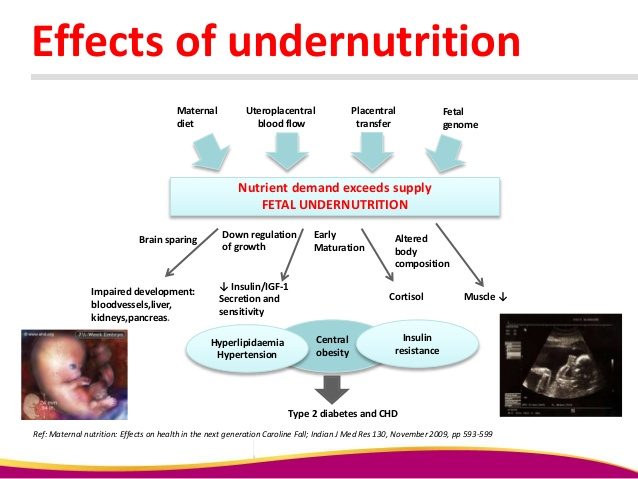 Effects of undernutrition
Maternal
diet
Uteroplacentral
blood flow
Placentral
transfer
Fetal
genome
Nutrient demand exceeds supply
FETAL UNDERNUTRITION
Brain sparing
Down regulation
of growth
Early
Maturation
Altered
body
composition
Impaired development:
bloodvessels,liver,
kidneys,pancreas.
↓ Insulin/IGF-1
Secretion and
sensitivity
Cortisol
Muscle ↓
Hyperlipidaemia
Hypertension
Central
obesity
Insulin
resistance
Type 2 diabetes and CHD
Ref: Maternal nutrition: Effects on health in the next generation Caroline Fall; Indian J Med Res 130, November 2009, pp 593-599